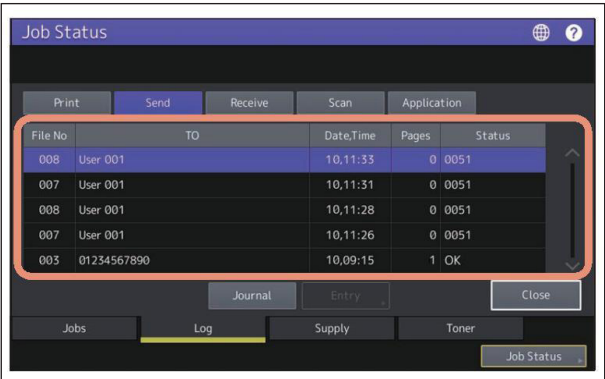 Job Status
?
Print Send Receive Scan Application
File No TO Date,Time Pages Status
008 User 001 10,11:33 0 0051
007 User 001 10,11:31 0 0051
008 User 001 10,11:28 0 0051
007 User 001 10,11:26 0 0051
003 01234567890 10,09:15 1 OK
Journal Entry Close
Jobs Log Supply Toner
Job Status